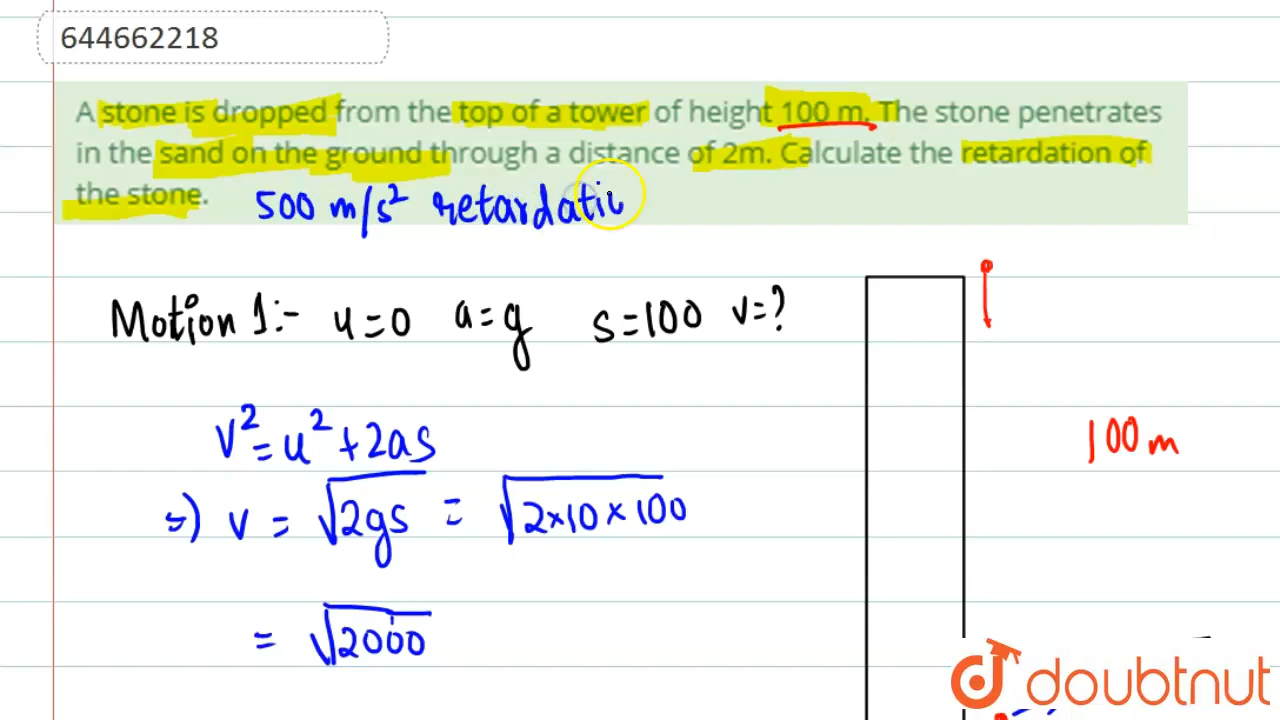 644662218
A stone is dropped from the top of a tower of height 100 m. The stone penetrates
in the sand on the ground through a distance of 2m. Calculate the retardation of
the stone.
500 m/s² retardati
Motion 1:- u=0 a=g s=100 v=?
v²=u²+2as
100 m
=) v = √2gs = √2×10×100
= √2000
doubtnut